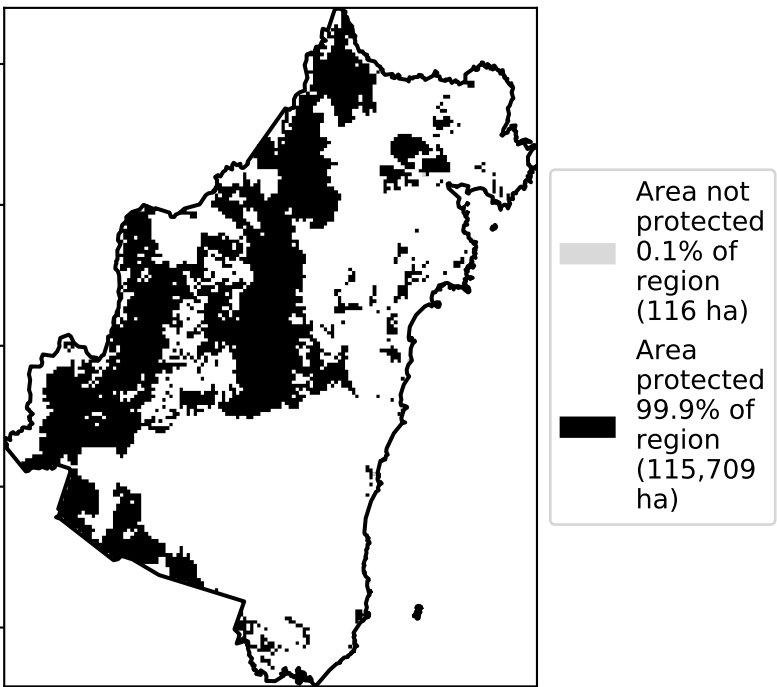 Area not
protected
0.1% of
region
(116 ha)
Area
protected
99.9% of
region
(115,709
ha)